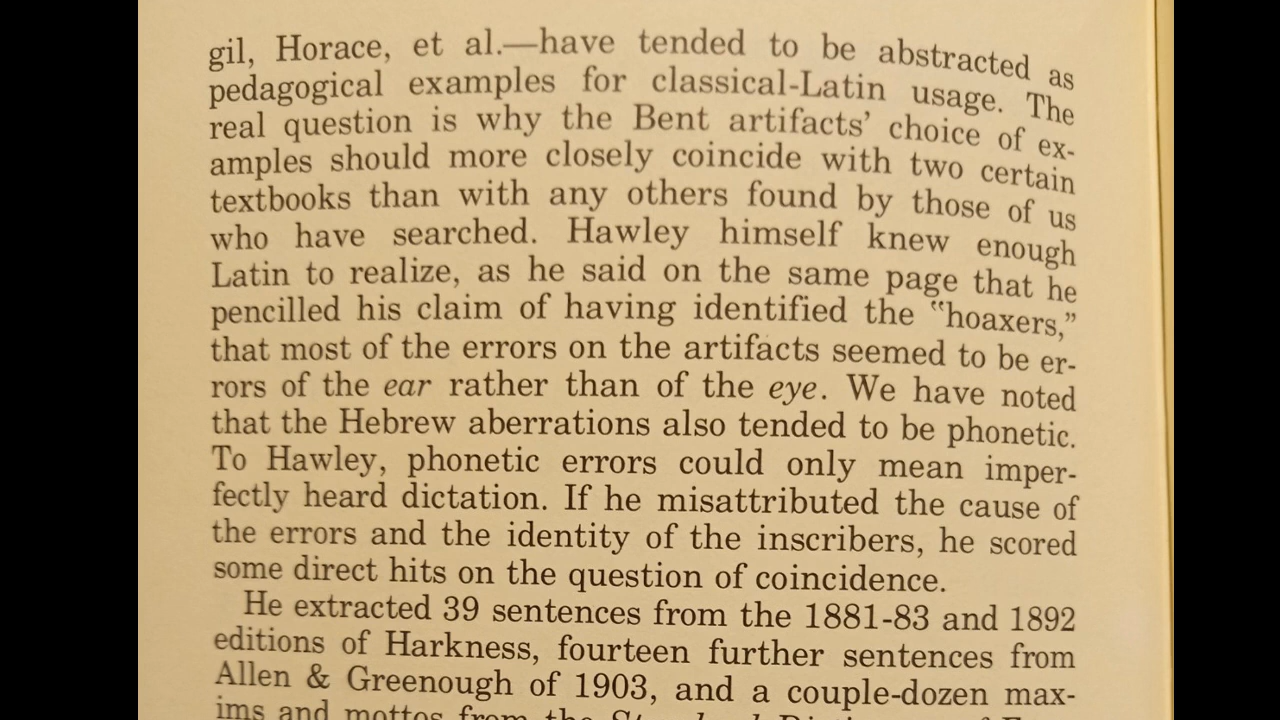 gil, Horace, et al.—have tended to be abstracted as
pedagogical examples for classical-Latin usage. The
real question is why the Bent artifacts’ choice of ex-
amples should more closely coincide with two certain
textbooks than with any others found by those of us
who have searched. Hawley himself knew enough
Latin to realize, as he said on the same page that he
pencilled his claim of having identified the “hoaxers,”
that most of the errors on the artifacts seemed to be er-
rors of the ear rather than of the eye. We have noted
that the Hebrew aberrations also tended to be phonetic.
To Hawley, phonetic errors could only mean imper-
fectly heard dictation. If he misattributed the cause of
the errors and the identity of the inscribers, he scored
some direct hits on the question of coincidence.
He extracted 39 sentences from the 1881-83 and 1892
editions of Harkness, fourteen further sentences from
Allen & Greenough of 1903, and a couple-dozen max-
ims and mottos from the Standard Dictionary of